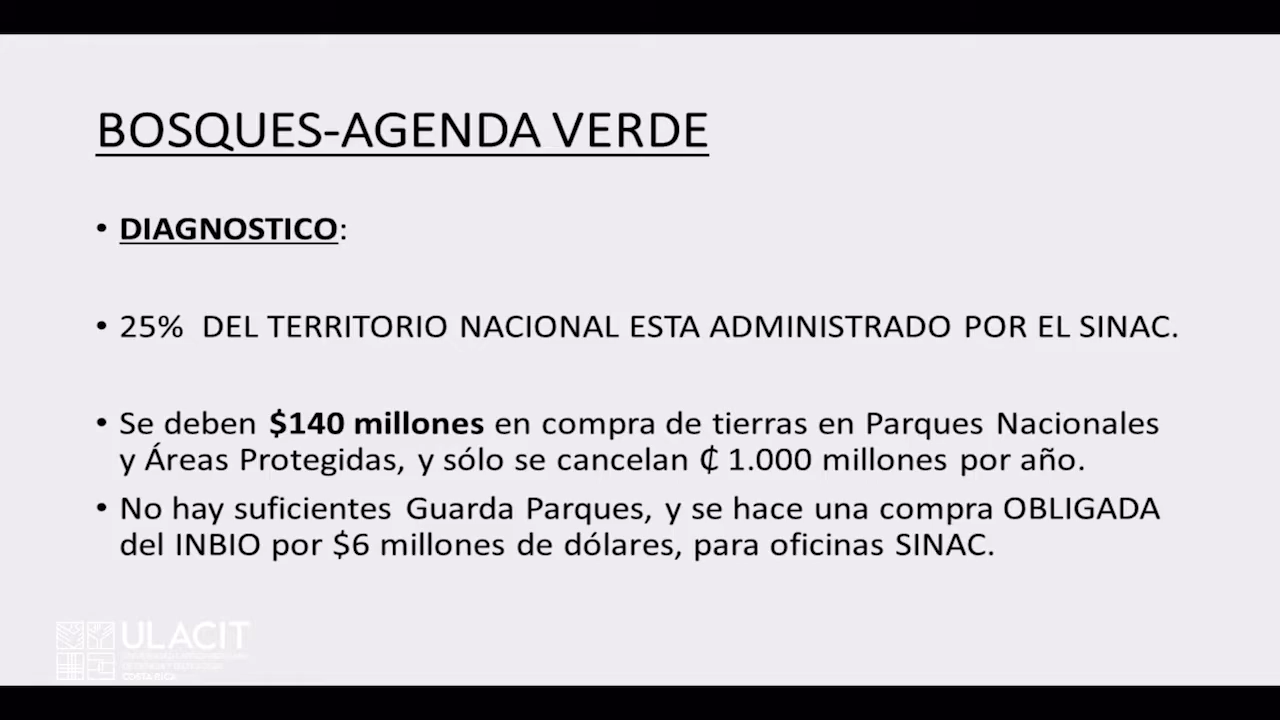 BOSQUES-AGENDA VERDE
• DIAGNOSTICO:
• 25% DEL TERRITORIO NACIONAL ESTA ADMINISTRADO POR EL SINAC.
• Se deben $140 millones en compra de tierras en Parques Nacionales
y Áreas Protegidas, y sólo se cancelan ₡ 1.000 millones por año.
• No hay suficientes Guarda Parques, y se hace una compra OBLIGADA
del INBIO por $6 millones de dólares, para oficinas SINAC.
ULACIT
COSTA RICA